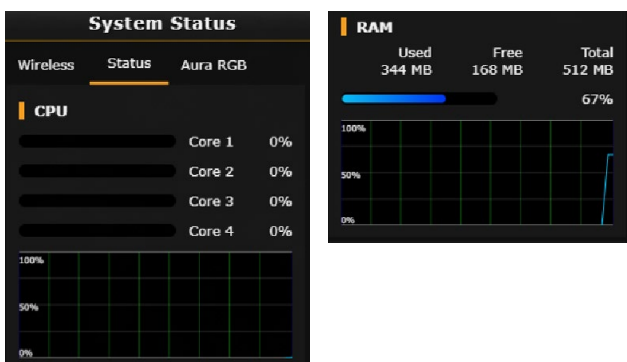 System Status
Wireless Status Aura RGB
CPU
Core 1 0%
Core 2 0%
Core 3 0%
Core 4 0%
100%
50%
0%
RAM
Used Free Total
344 MB 168 MB 512 MB
67%
100%
50%
0%